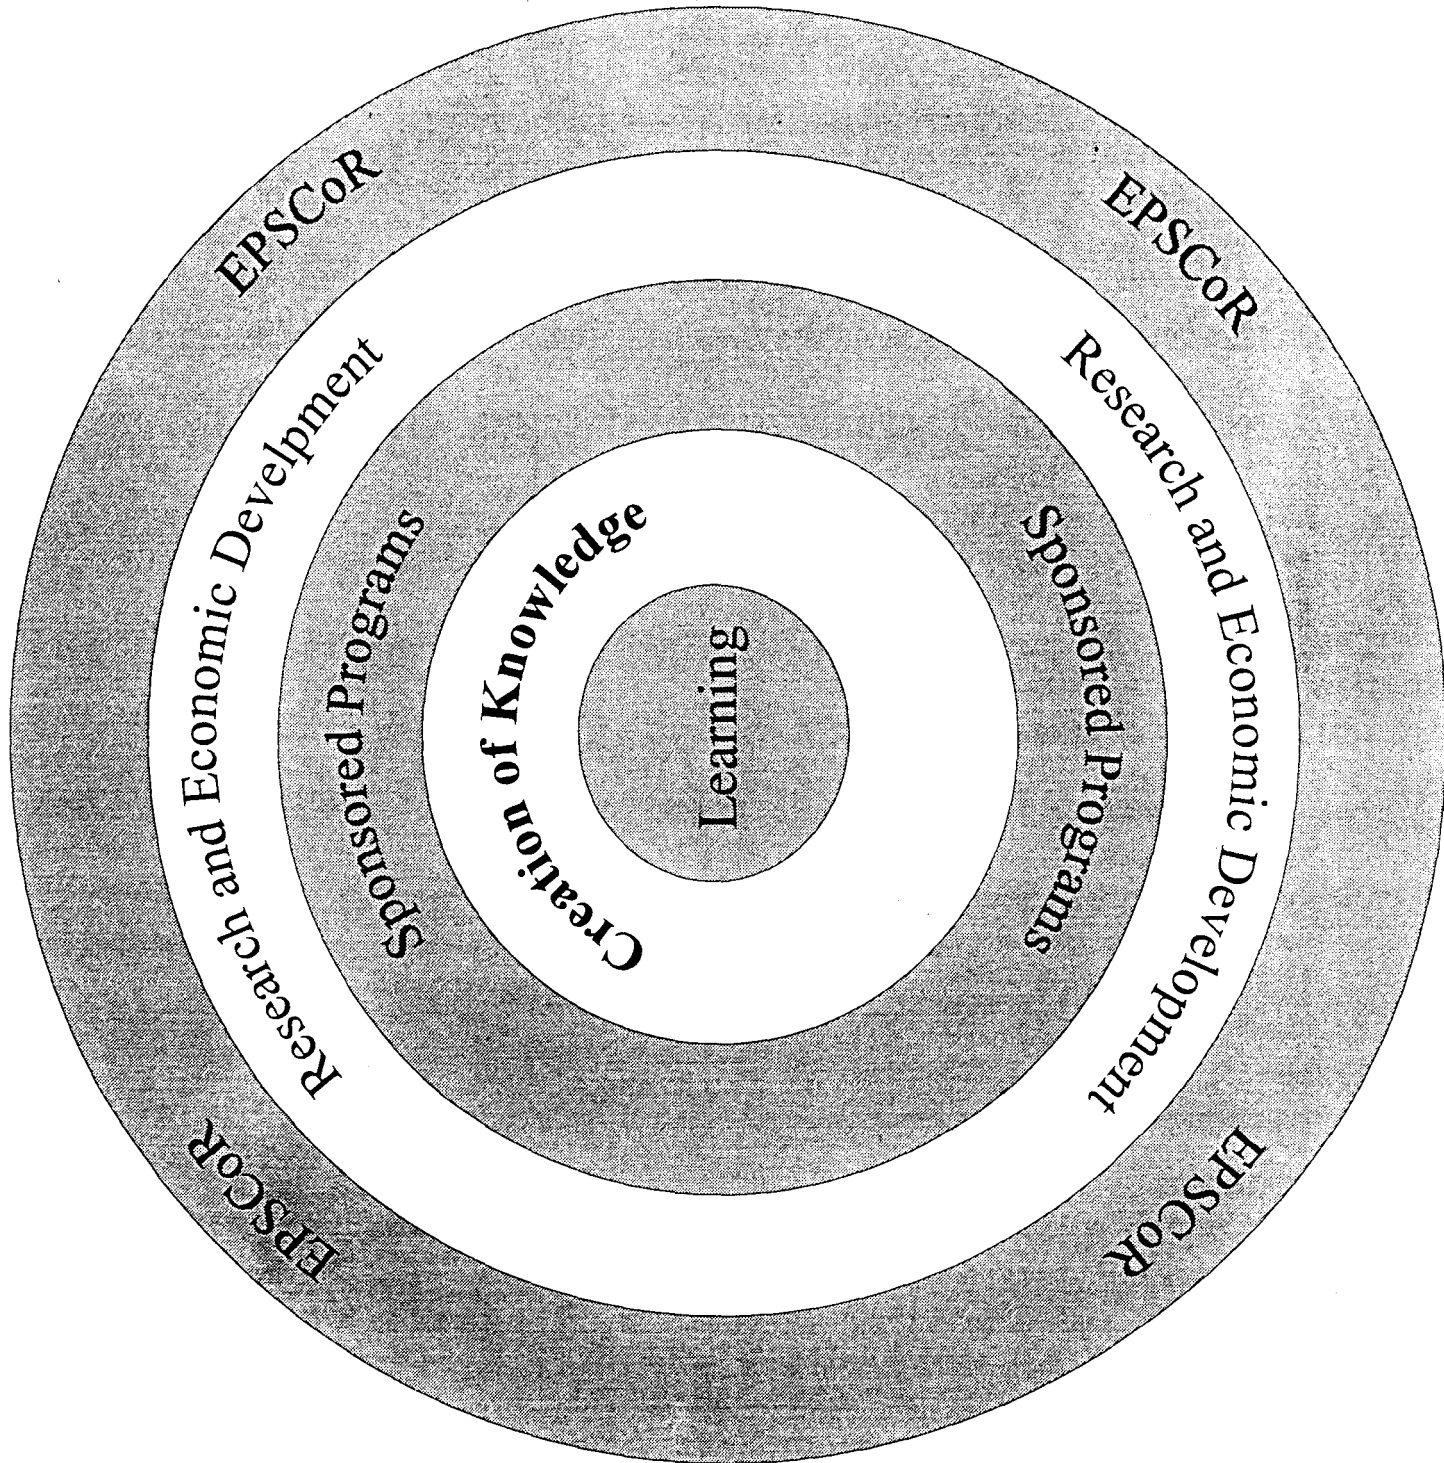 EPSCoR
EPSCoR
Research and Economic Develpment
Research and Economic Development
Sponsored Programs
Sponsored Programs
Creation of Knowledge
Learning
EPSCoR
EPSCoR